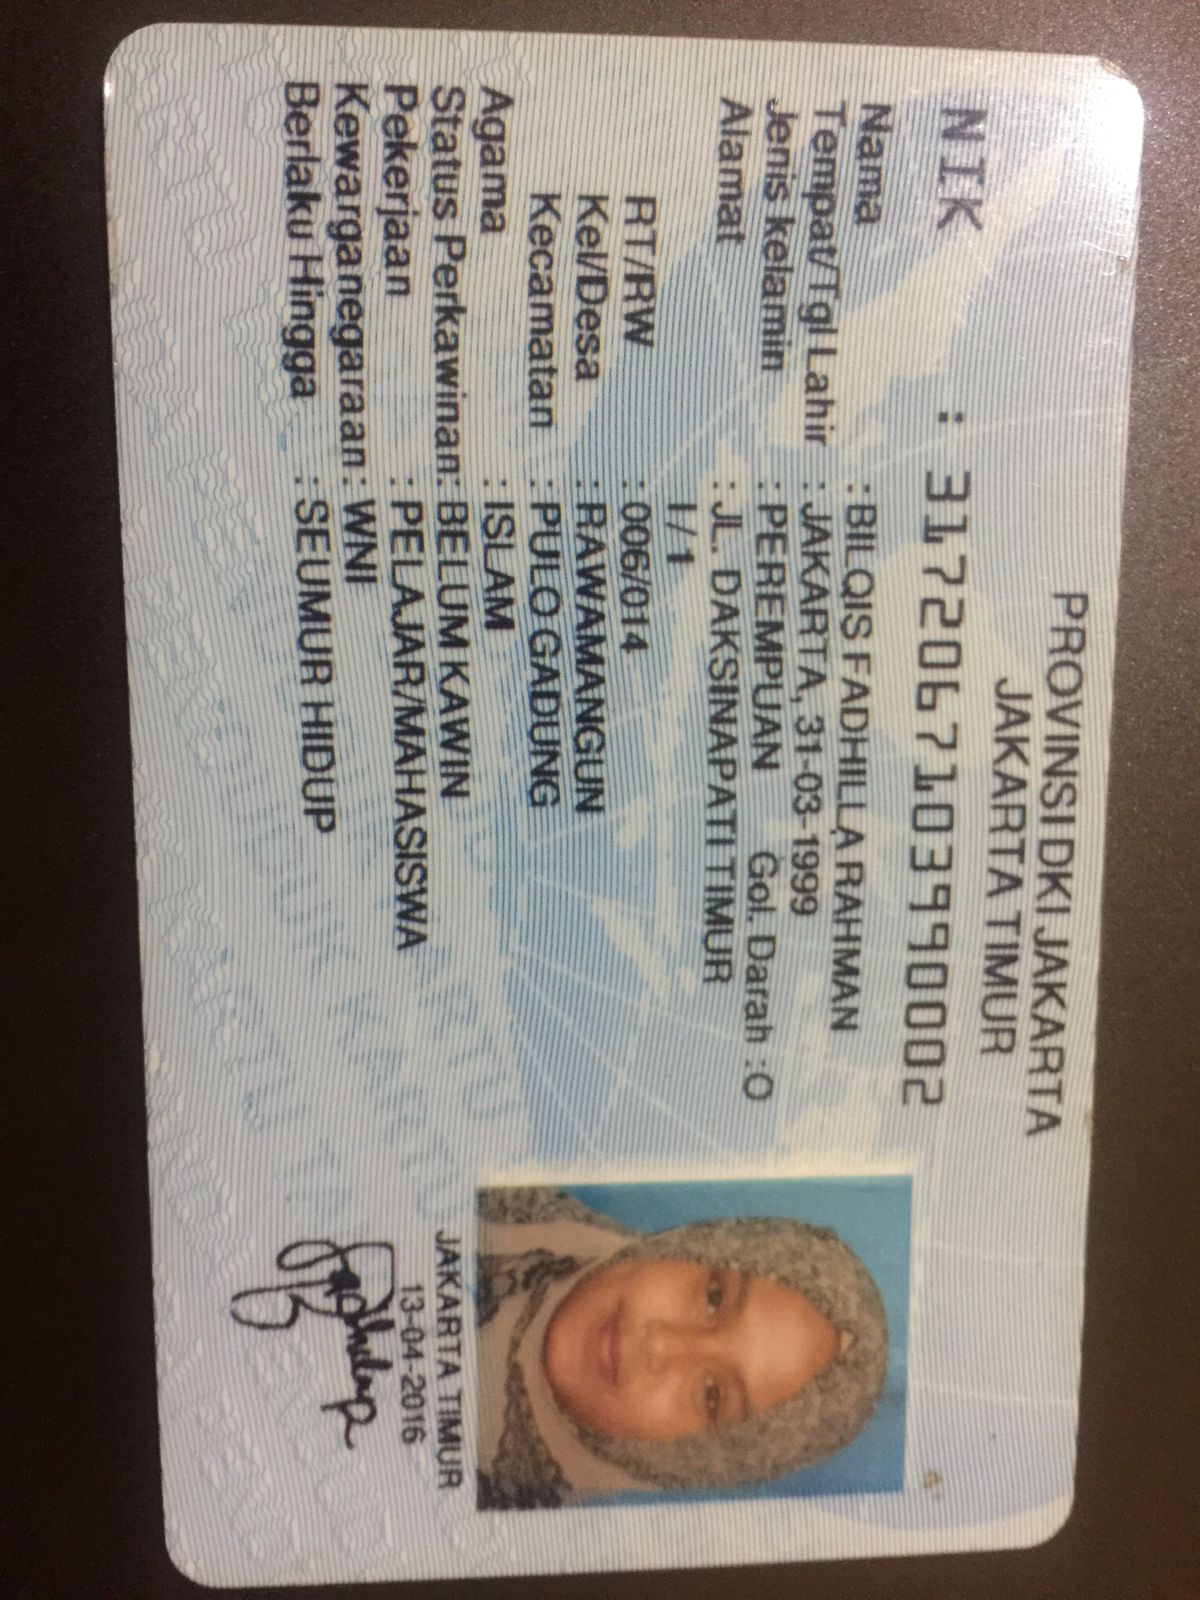 PROVINSI DKI JAKARTA
JAKARTA TIMUR
NIK : 3172067103990002
Nama : BILQIS FADHILLA RAHMAN
Tempat/Tgl Lahir : JAKARTA, 31-03-1999
Jenis kelamin : PEREMPUAN Gol. Darah : O
Alamat : JL. DAKSINAPATI TIMUR
I / 1
RT/RW : 006/014
Kel/Desa : RAWAMANGUN
Kecamatan : PULO GADUNG
Agama : ISLAM
Status Perkawinan: BELUM KAWIN
Pekerjaan : PELAJAR/MAHASISWA
Kewarganegaraan: WNI
Berlaku Hingga : SEUMUR HIDUP
JAKARTA TIMUR
13-04-2016